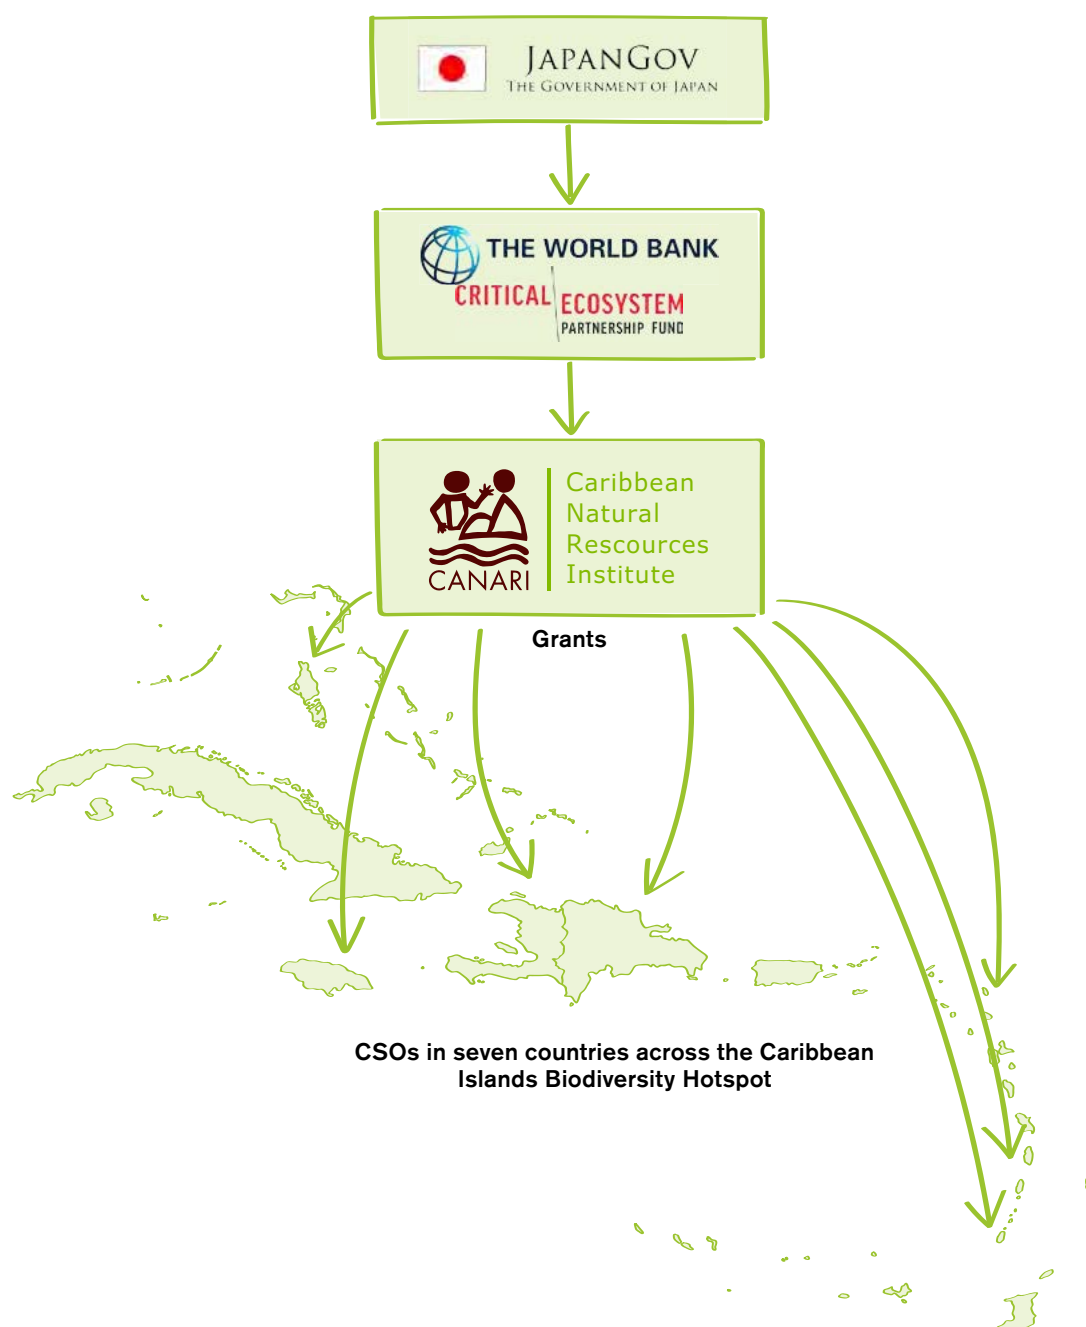 JAPANGOV
THE GOVERNMENT OF JAPAN
THE WORLD BANK
CRITICAL ECOSYSTEM
PARTNERSHIP FUND
CANARI
Caribbean
Natural
Rescources
Institute
Grants
CSOs in seven countries across the Caribbean
Islands Biodiversity Hotspot